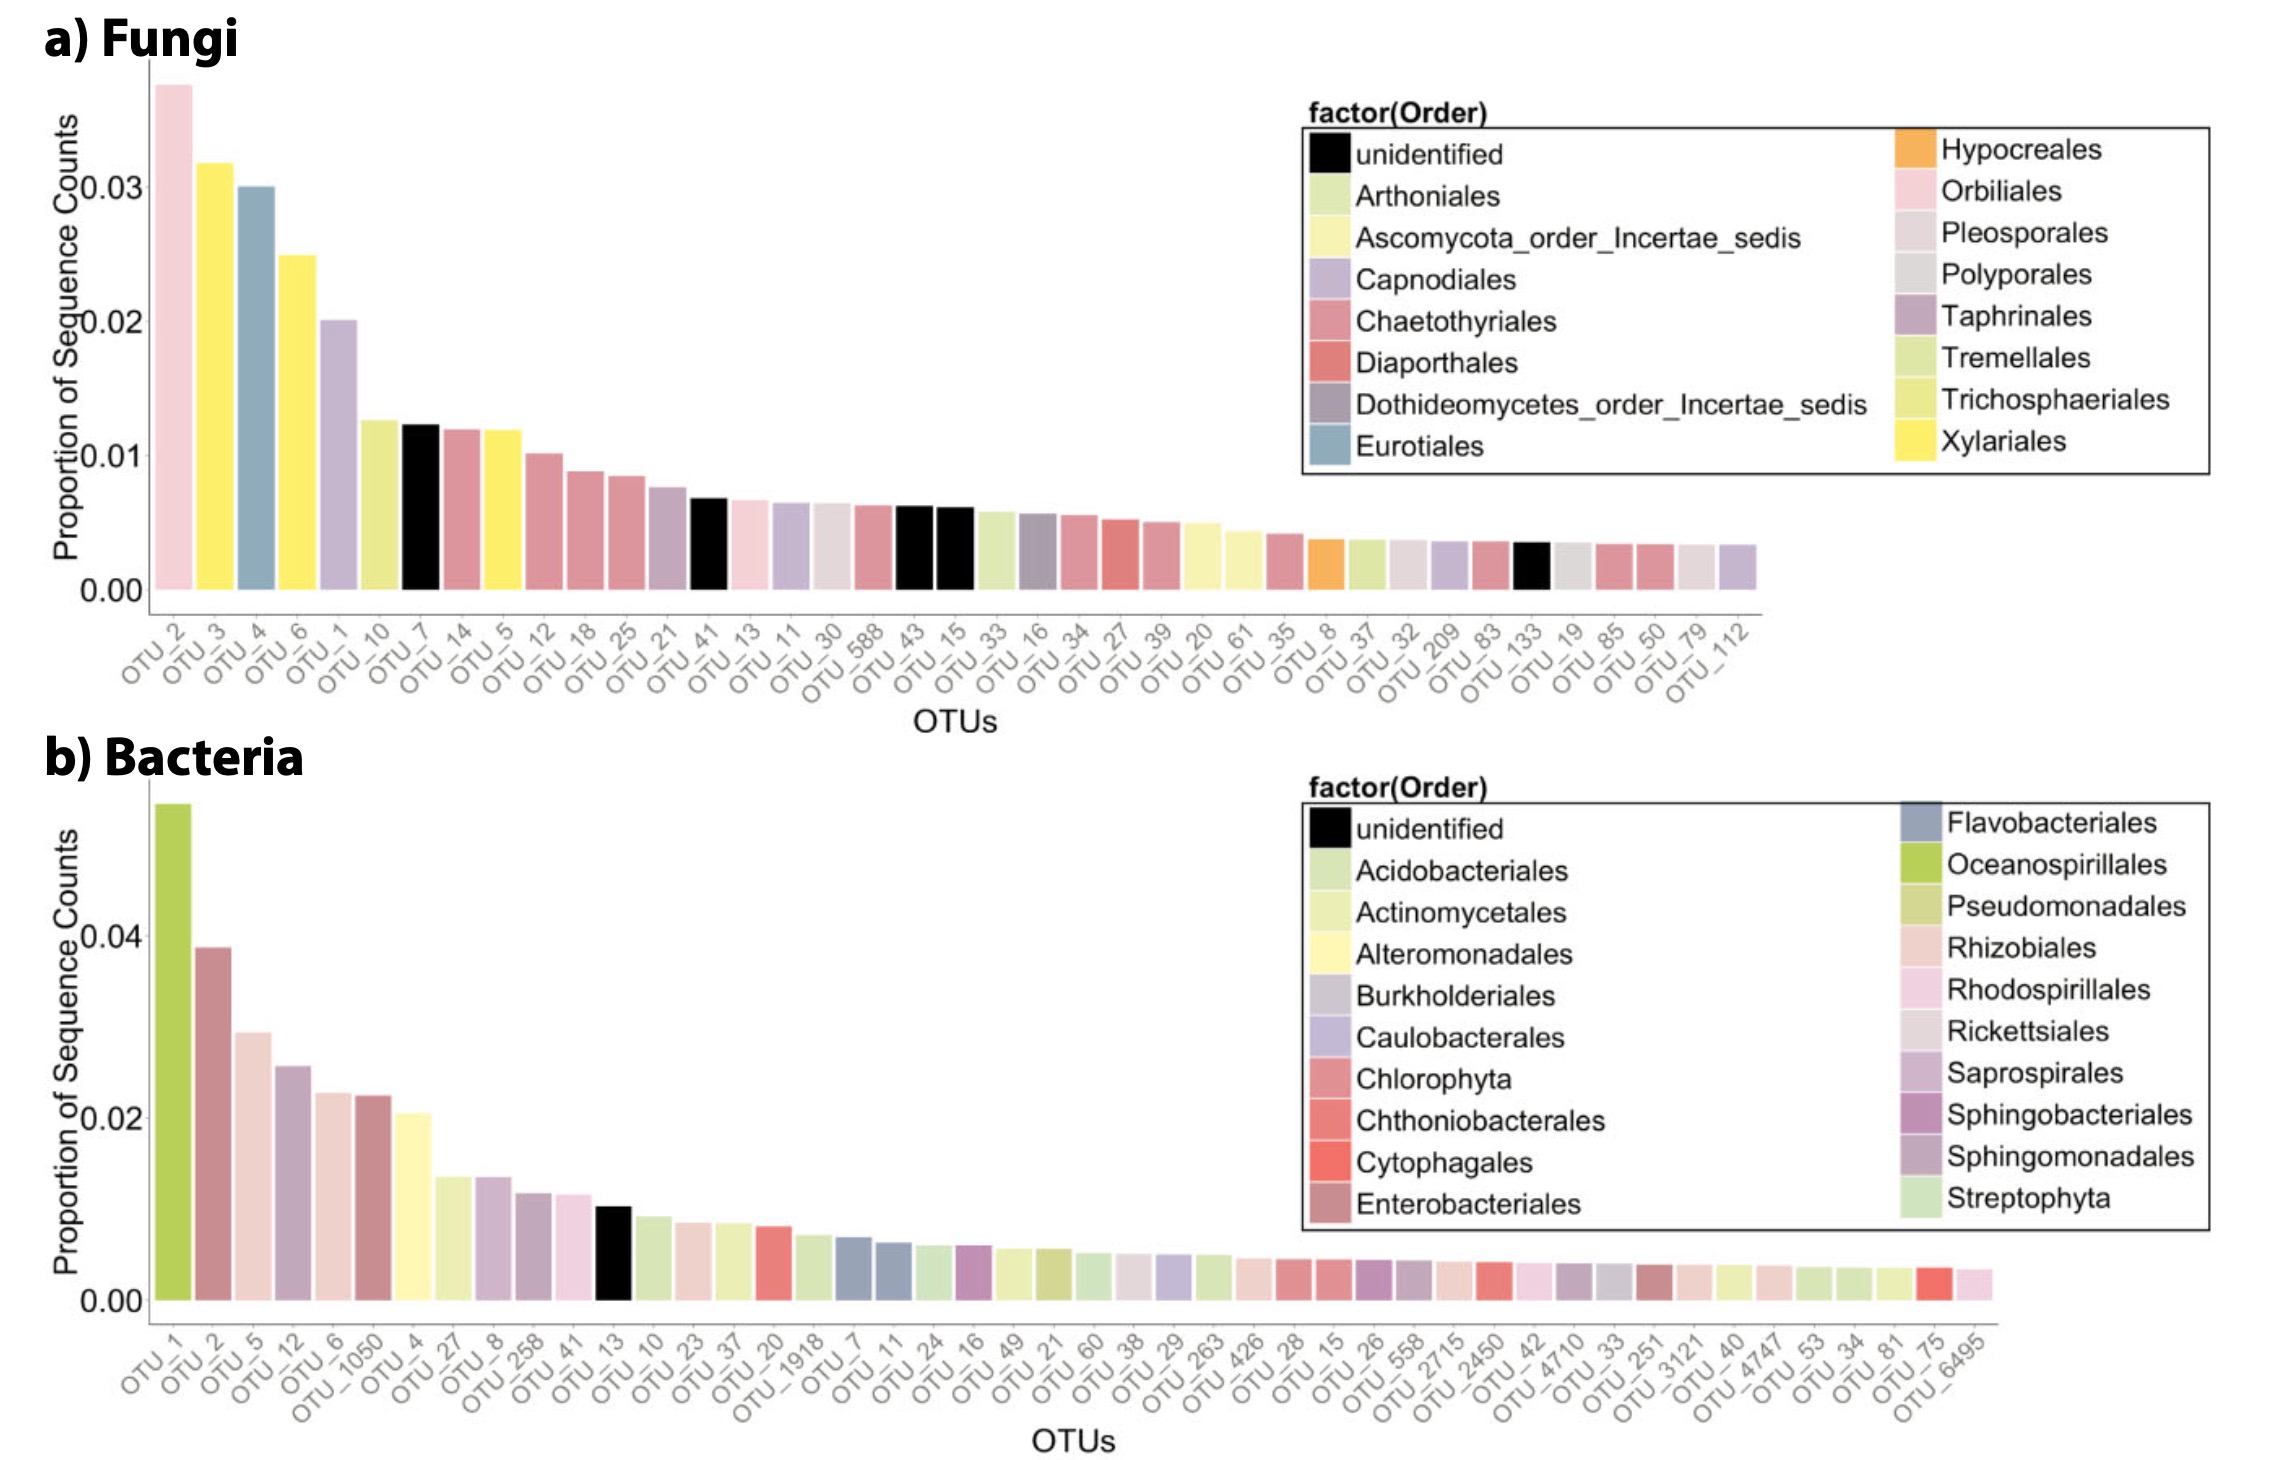 a) Fungi
Proportion of Sequence Counts
0.03
0.02
0.01
0.00
factor(Order)
unidentified
Arthoniales
Ascomycota_order_Incertae_sedis
Capnodiales
Chaetothyriales
Diaporthales
Dothideomycetes_order_Incertae_sedis
Eurotiales
Hypocreales
Orbiliales
Pleosporales
Polyporales
Taphrinales
Tremellales
Trichosphaeriales
Xylariales
OTU_2
OTU_3
OTU_4
OTU_6
OTU_1
OTU_10
OTU_7
OTU_14
OTU_5
OTU_12
OTU_18
OTU_25
OTU_21
OTU_41
OTU_13
OTU_11
OTU_30
OTU_588
OTU_43
OTU_15
OTU_33
OTU_16
OTU_34
OTU_27
OTU_39
OTU_20
OTU_61
OTU_35
OTU_8
OTU_37
OTU_32
OTU_209
OTU_83
OTU_133
OTU_19
OTU_85
OTU_50
OTU_79
OTU_112
OTUs
b) Bacteria
Proportion of Sequence Counts
0.04
0.02
0.00
factor(Order)
unidentified
Acidobacteriales
Actinomycetales
Alteromonadales
Burkholderiales
Caulobacterales
Chlorophyta
Chthoniobacterales
Cytophagales
Enterobacteriales
Flavobacteriales
Oceanospirillales
Pseudomonadales
Rhizobiales
Rhodospirillales
Rickettsiales
Saprospirales
Sphingobacteriales
Sphingomonadales
Streptophyta
OTU_1
OTU_2
OTU_5
OTU_12
OTU_6
OTU_1050
OTU_4
OTU_27
OTU_8
OTU_258
OTU_41
OTU_13
OTU_10
OTU_23
OTU_37
OTU_20
OTU_1918
OTU_7
OTU_11
OTU_24
OTU_16
OTU_49
OTU_21
OTU_60
OTU_38
OTU_29
OTU_263
OTU_426
OTU_28
OTU_15
OTU_26
OTU_558
OTU_2715
OTU_2450
OTU_42
OTU_4710
OTU_33
OTU_251
OTU_3121
OTU_40
OTU_4747
OTU_53
OTU_34
OTU_81
OTU_75
OTU_6495
OTUs